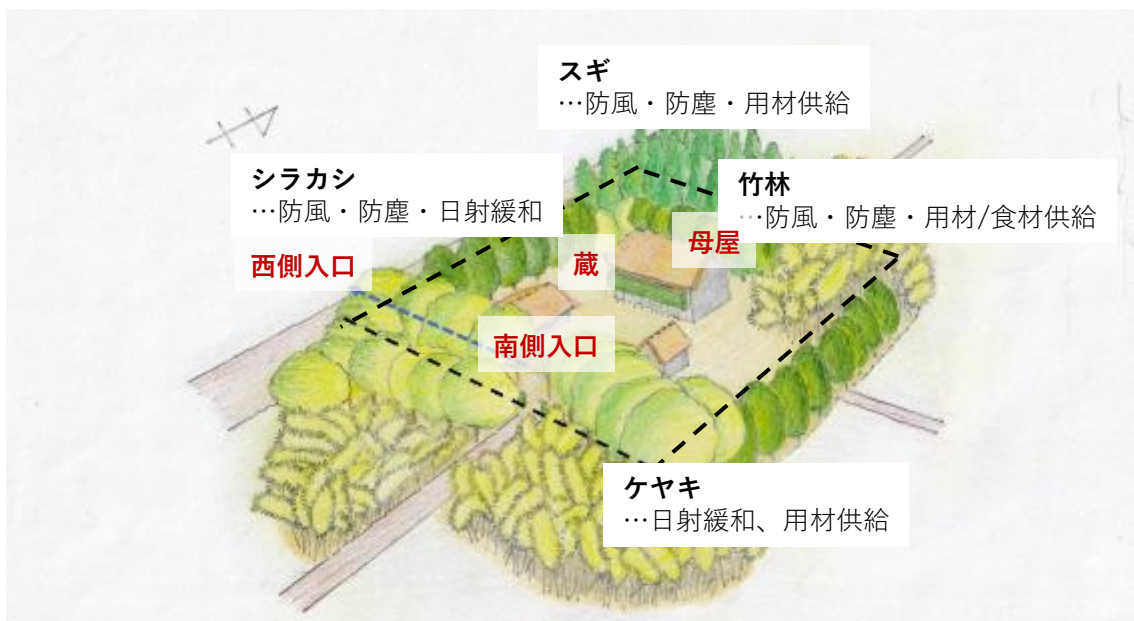 スギ
…防風・防塵・用材供給
シラカシ
…防風・防塵・日射緩和
竹林
…防風・防塵・用材/食材供給
母屋
西側入口
蔵
南側入口
ケヤキ
…日射緩和、用材供給